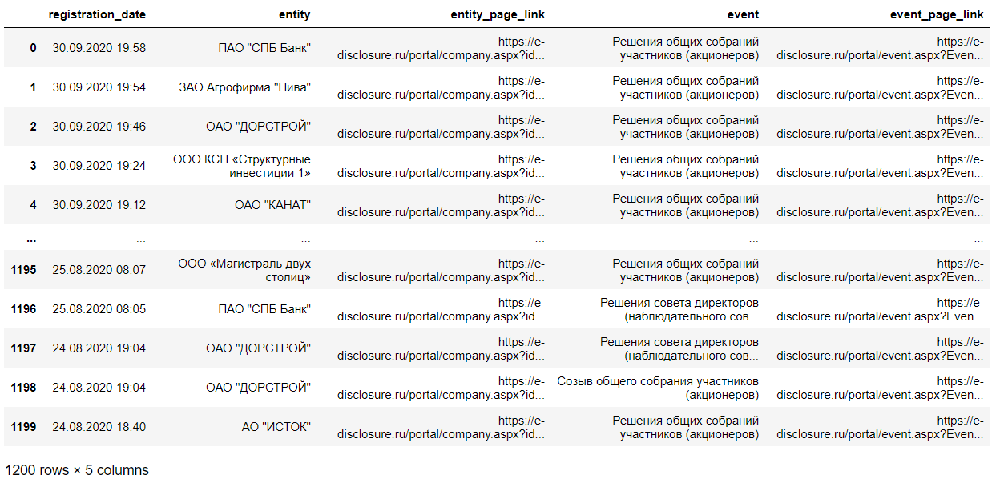 registration_date entity entity_page_link event event_page_link
0 30.09.2020 19:58 ПАО "СПБ Банк" https://e- Решения общих собраний https://e-
disclosure.ru/portal/company.aspx?id... участников (акционеров) disclosure.ru/portal/event.aspx?Even...
1 30.09.2020 19:54 ЗАО Агрофирма "Нива" https://e- Решения общих собраний https://e-
disclosure.ru/portal/company.aspx?id... участников (акционеров) disclosure.ru/portal/event.aspx?Even...
2 30.09.2020 19:46 ОАО "ДОРСТРОЙ" https://e- Решения общих собраний https://e-
disclosure.ru/portal/company.aspx?id... участников (акционеров) disclosure.ru/portal/event.aspx?Even...
3 30.09.2020 19:24 ООО КСН «Структурные https://e- Решения общих собраний https://e-
инвестиции 1» disclosure.ru/portal/company.aspx?id... участников (акционеров) disclosure.ru/portal/event.aspx?Even...
4 30.09.2020 19:12 ОАО "КАНАТ" https://e- Решения общих собраний https://e-
disclosure.ru/portal/company.aspx?id... участников (акционеров) disclosure.ru/portal/event.aspx?Even...
... ... ... ... ... ...
1195 25.08.2020 08:07 ООО «Магистраль двух https://e- Решения общих собраний https://e-
столиц» disclosure.ru/portal/company.aspx?id... участников (акционеров) disclosure.ru/portal/event.aspx?Even...
1196 25.08.2020 08:05 ПАО "СПБ Банк" https://e- Решения совета директоров https://e-
disclosure.ru/portal/company.aspx?id... (наблюдательного сов... disclosure.ru/portal/event.aspx?Even...
1197 24.08.2020 19:04 ОАО "ДОРСТРОЙ" https://e- Решения совета директоров https://e-
disclosure.ru/portal/company.aspx?id... (наблюдательного сов... disclosure.ru/portal/event.aspx?Even...
1198 24.08.2020 19:04 ОАО "ДОРСТРОЙ" https://e- Созыв общего собрания участников https://e-
disclosure.ru/portal/company.aspx?id... (акционеров) disclosure.ru/portal/event.aspx?Even...
1199 24.08.2020 18:40 АО "ИСТОК" https://e- Решения общих собраний https://e-
disclosure.ru/portal/company.aspx?id... участников (акционеров) disclosure.ru/portal/event.aspx?Even...
1200 rows × 5 columns